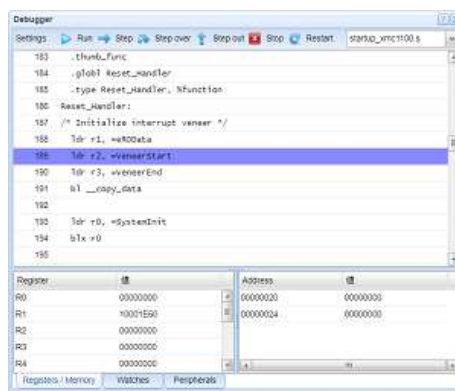 Debugger
Settings Run Step Step over Step out Stop Restart startup_xmc1100.s
183 .thumb_func
184 .globl Reset_Handler
185 .type Reset_Handler, %function
186 Reset_Handler:
187 /* Initialize interrupt veneer */
188 ldr r1, =eROData
189 ldr r2, =VeneerStart
190 ldr r3, =VeneerEnd
191 bl __copy_data
192
193 ldr r0, =SystemInit
194 blx r0
195
Register 値 Address 値
R0 00000000 00000020 00000000
R1 10001E60 00000024 00000000
R2 00000000
R3 00000000
R4 00000000
Registers / Memory Watches Peripherals